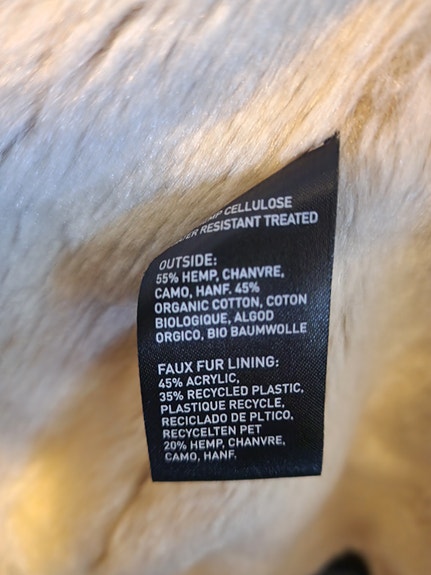 CELLULOSE
RESISTANT TREATED
OUTSIDE:
55% HEMP, CHANVRE,
CAMO, HANF. 45%
ORGANIC COTTON, COTON
BIOLOGIQUE, ALGOD
ORGICO, BIO BAUMWOLLE
FAUX FUR LINING:
45% ACRYLIC,
35% RECYCLED PLASTIC,
PLASTIQUE RECYCLE,
RECICLADO DE PLTICO,
RECYCELTEN PET
20% HEMP, CHANVRE,
CAMO, HANF.